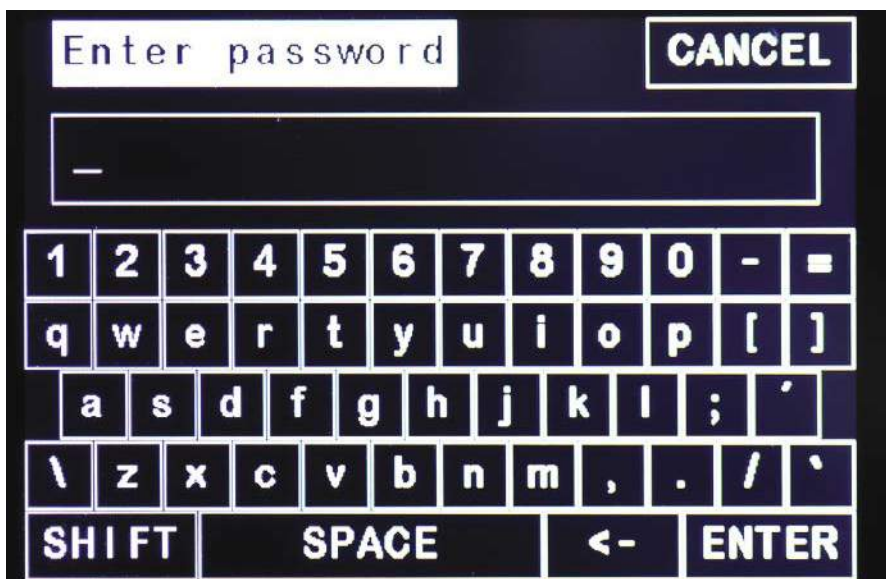 Enter password CANCEL
_
1 2 3 4 5 6 7 8 9 0 - =
q w e r t y u i o p [ ]
a s d f g h j k l ; ´
\ z x c v b n m , . / `
SHIFT SPACE <- ENTER